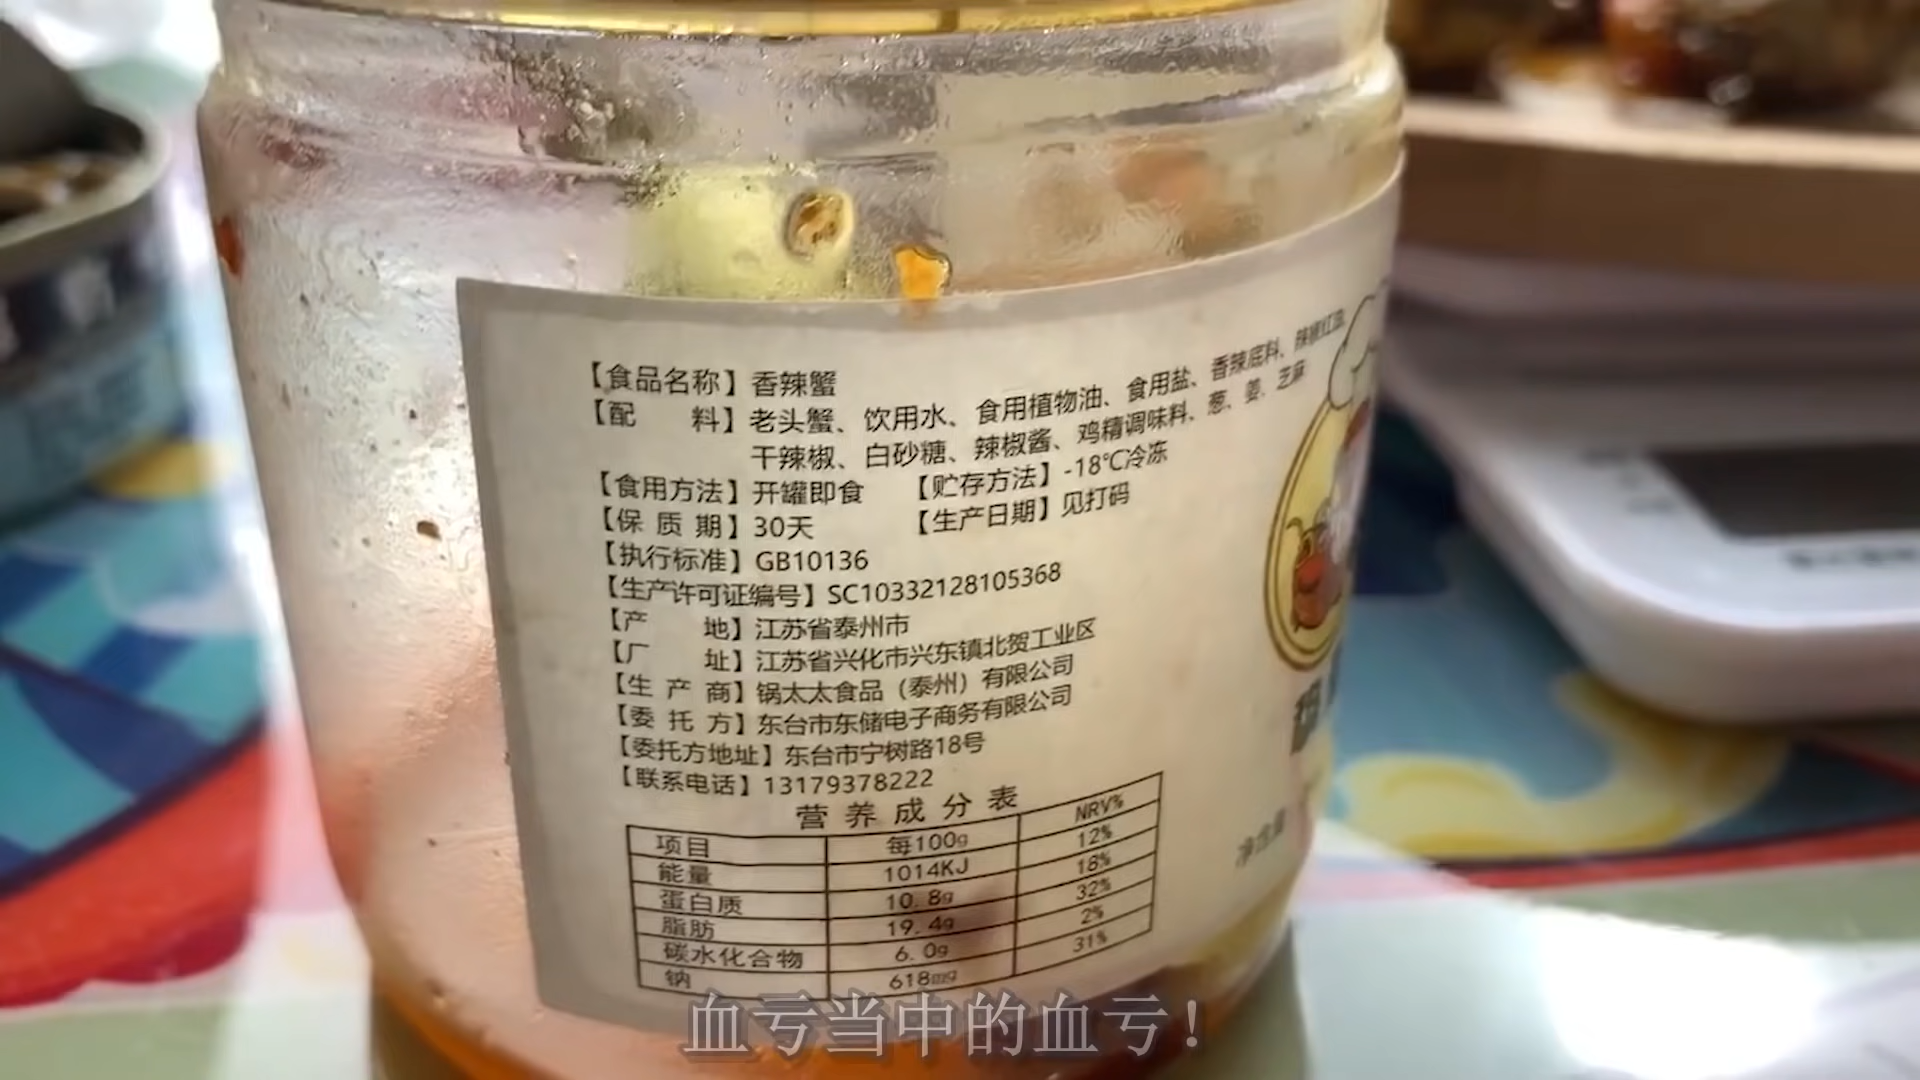 【食品名称】香辣蟹
【配 料】老头蟹、饮用水、食用植物油、食用盐、香辣底料、辣椒红油、
干辣椒、白砂糖、辣椒酱、鸡精调味料、葱、姜、芝麻
【食用方法】开罐即食 【贮存方法】-18℃冷冻
【保 质 期】30天 【生产日期】见打码
【执行标准】GB10136
【生产许可证编号】SC10332128105368
【产 地】江苏省泰州市
【厂 址】江苏省兴化市兴东镇北贺工业区
【生 产 商】锅太太食品（泰州）有限公司
【委 托 方】东台市东储电子商务有限公司
【委托方地址】东台市宁树路18号
【联系电话】13179378222
营 养 成 分 表
项目 每100g NRV%
能量 1014KJ 12%
蛋白质 10.8g 18%
脂肪 19.4g 32%
碳水化合物 6.0g 2%
钠 618mg 31%
净含量
血亏当中的血亏！